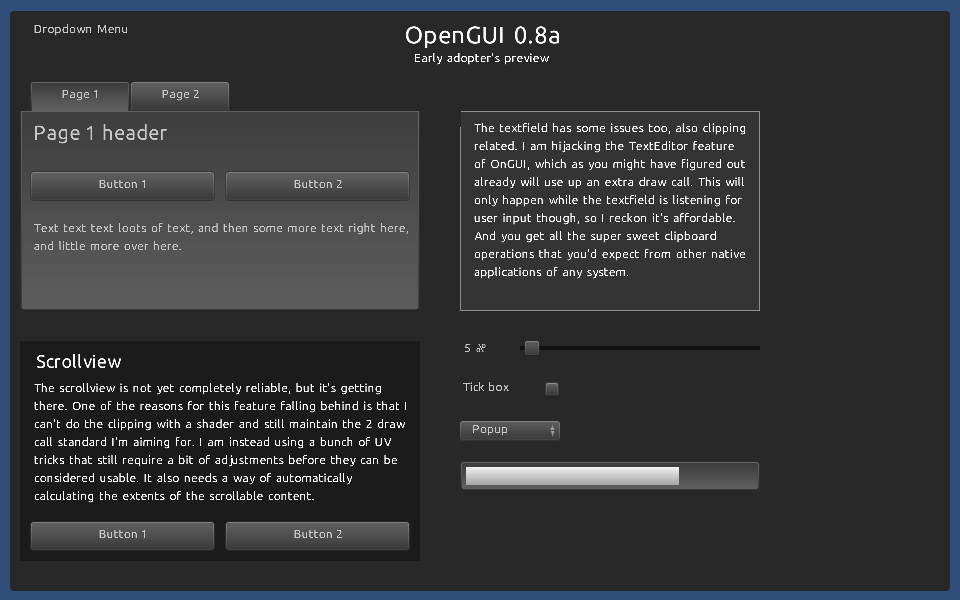 Dropdown Menu
OpenGUI 0.8a
Early adopter's preview
Page 1
Page 2
Page 1 header
Button 1
Button 2
Text text text loots of text, and then some more text right here,
and little more over here.
The textfield has some issues too, also clipping
related. I am hijacking the TextEditor feature
of OnGUI, which as you might have figured out
already will use up an extra draw call. This will
only happen while the textfield is listening for
user input though, so I reckon it's affordable.
And you get all the super sweet clipboard
operations that you'd expect from other native
applications of any system.
Scrollview
The scrollview is not yet completely reliable, but it's getting
there. One of the reasons for this feature falling behind is that I
can't do the clipping with a shader and still maintain the 2 draw
call standard I'm aiming for. I am instead using a bunch of UV
tricks that still require a bit of adjustments before they can be
considered usable. It also needs a way of automatically
calculating the extents of the scrollable content.
Button 1
Button 2
5
Tick box
Popup